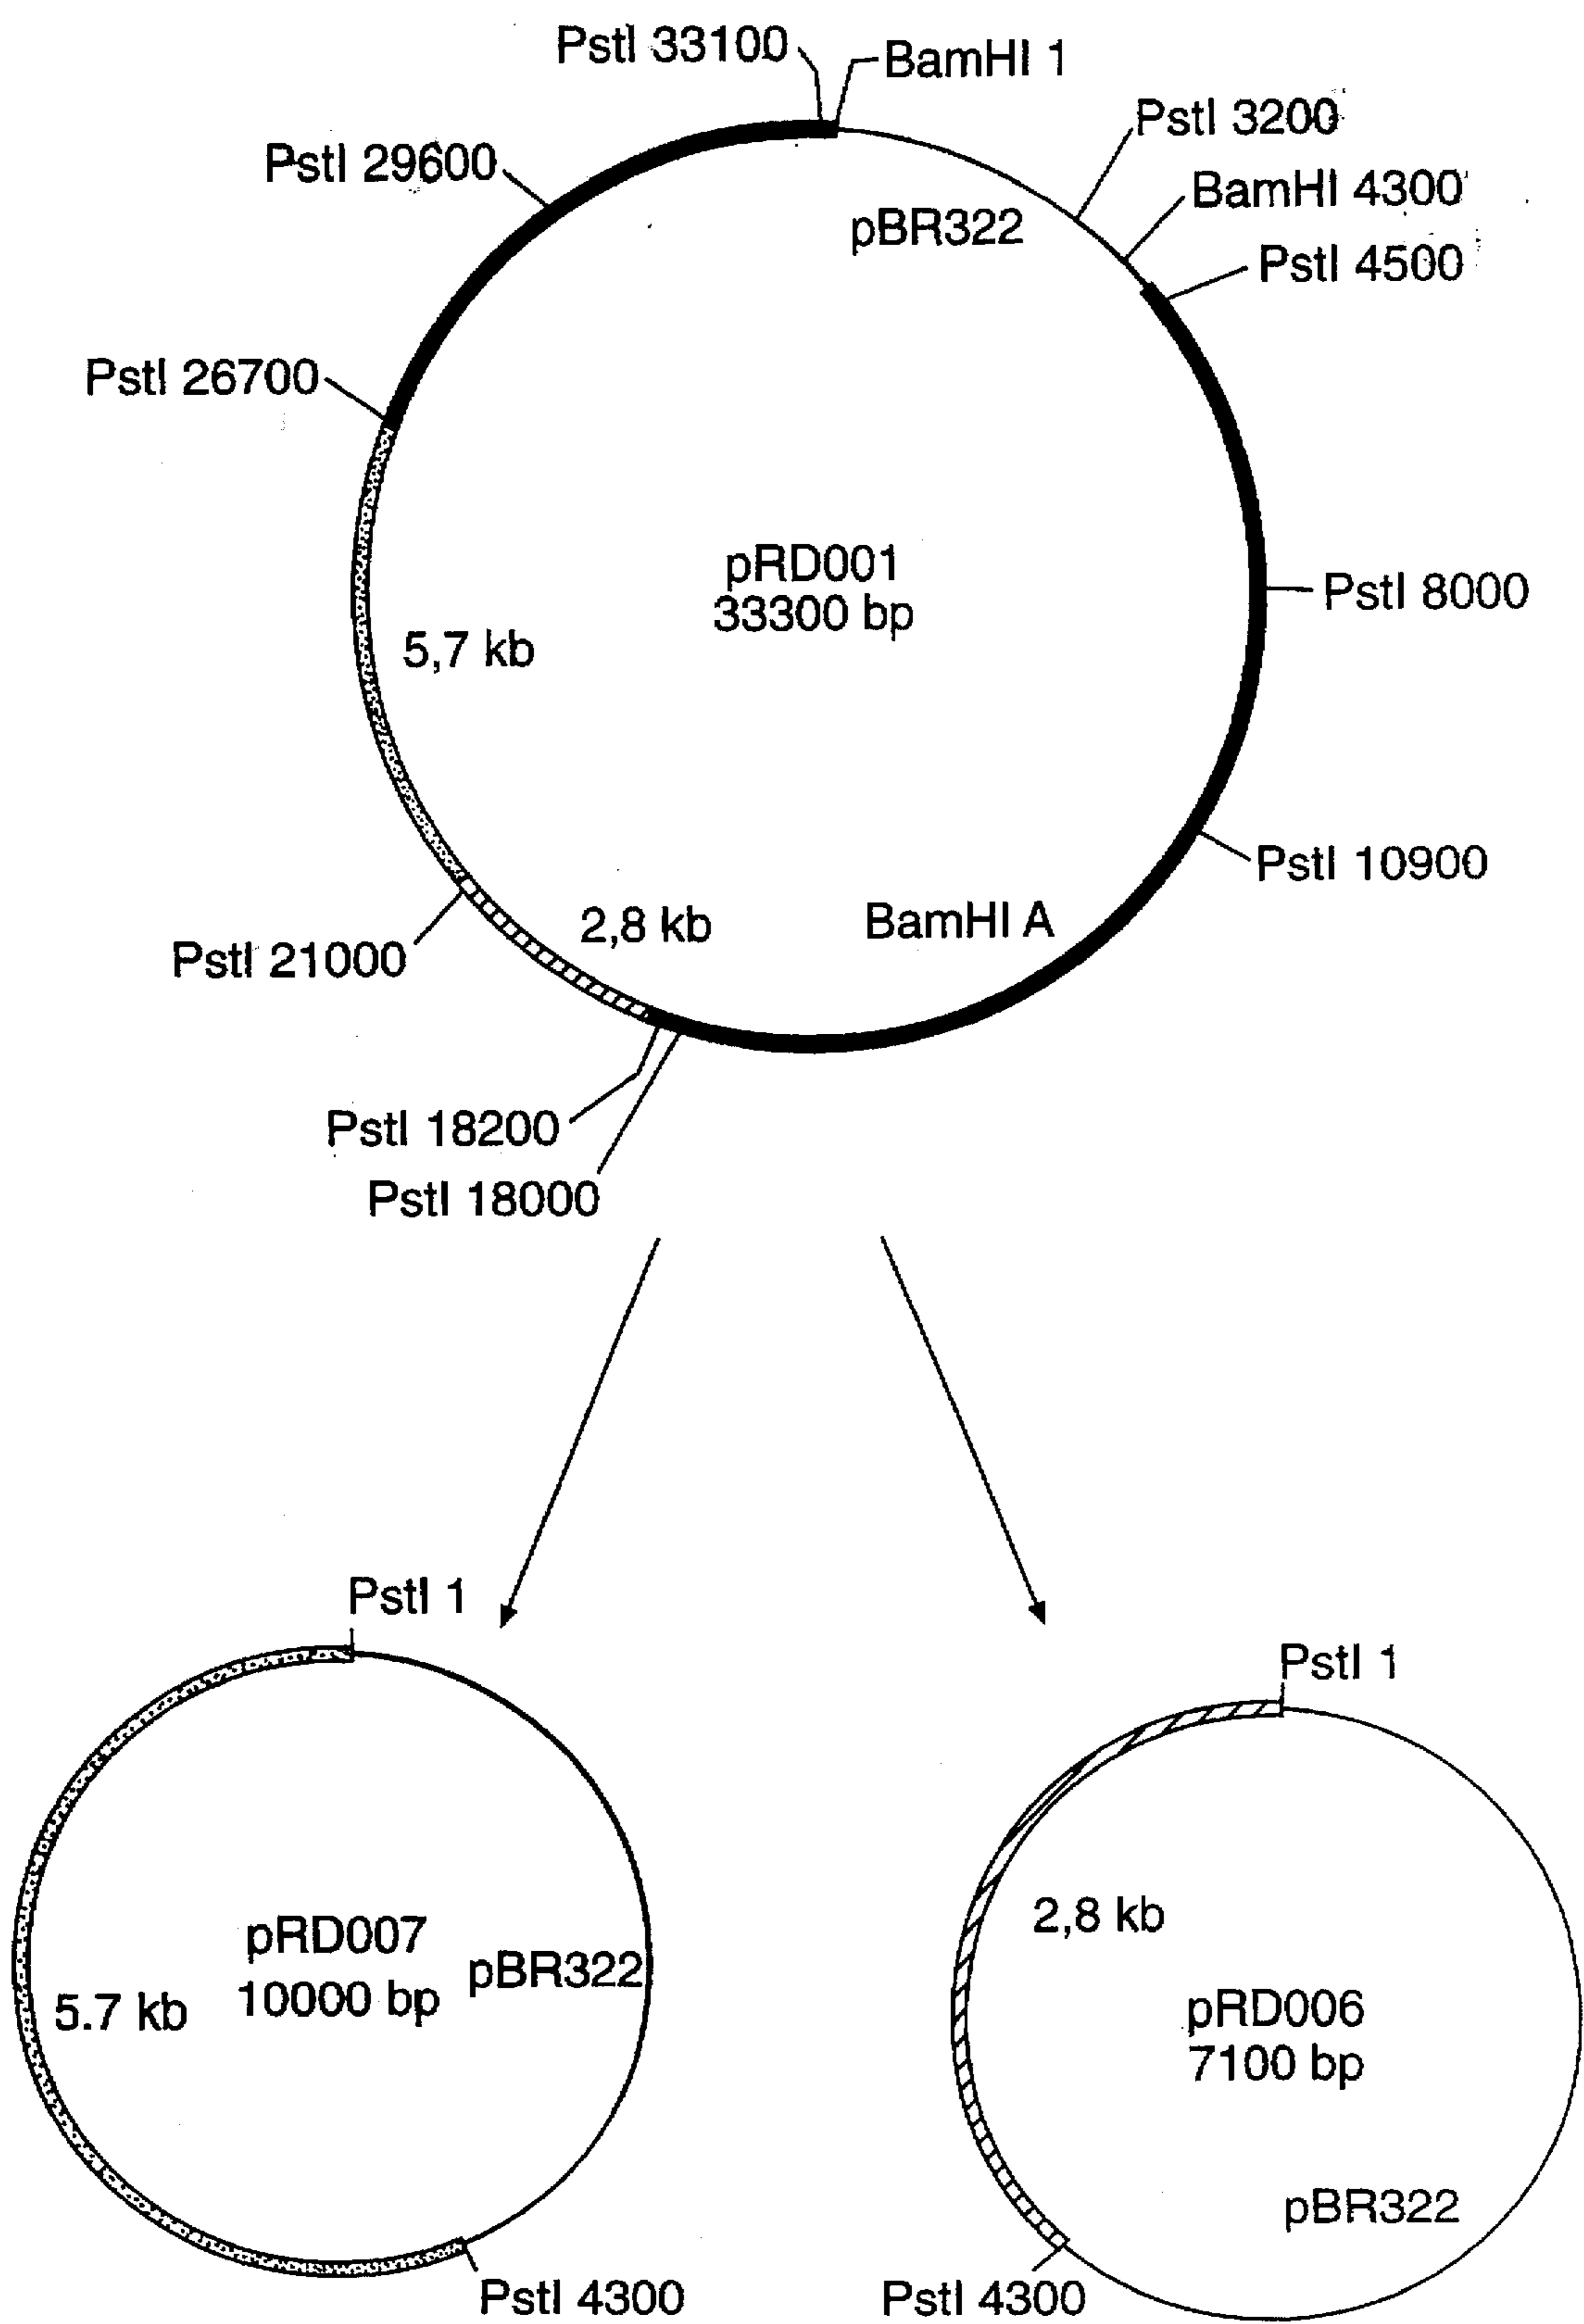 PstI 33100
BamHI 1
PstI 3200
PstI 29600
BamHI 4300
pBR322
PstI 4500
PstI 26700
pRD001
33300 bp
PstI 8000
5,7 kb
PstI 10900
2,8 kb
BamHI A
PstI 21000
PstI 18200
PstI 18000
PstI 1
PstI 1
2,8 kb
pRD007
10000 bp
pBR322
5.7 kb
pRD006
7100 bp
pBR322
PstI 4300
PstI 4300